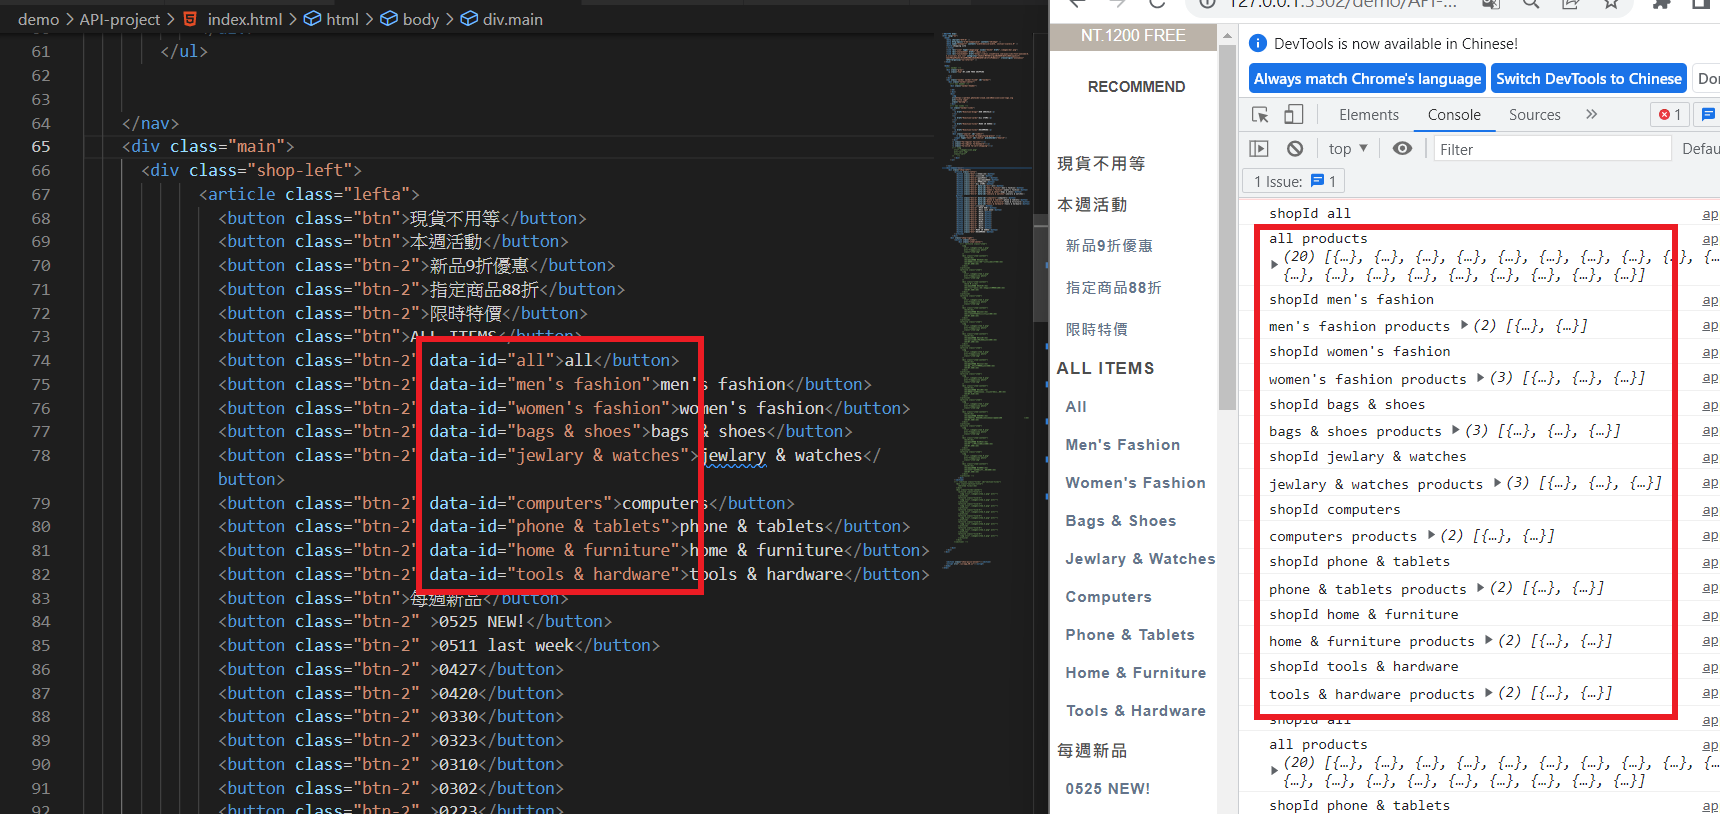 demo > API-project > index.html > html > body > div.main
61 </ul>
62
63
64 </nav>
65 <div class="main">
66 <div class="shop-left">
67 <article class="lefta">
68 <button class="btn">現貨不用等</button>
69 <button class="btn">本週活動</button>
70 <button class="btn-2">新品9折優惠</button>
71 <button class="btn-2">指定商品88折</button>
72 <button class="btn-2">限時特價</button>
73 <button class="btn">ALL ITEMS</button>
74 <button class="btn-2" data-id="all">all</button>
75 <button class="btn-2" data-id="men's fashion">men's fashion</button>
76 <button class="btn-2" data-id="women's fashion">women's fashion</button>
77 <button class="btn-2" data-id="bags & shoes">bags & shoes</button>
78 <button class="btn-2" data-id="jewlary & watches">jewlary & watches</
button>
79 <button class="btn-2" data-id="computers">computers</button>
80 <button class="btn-2" data-id="phone & tablets">phone & tablets</button>
81 <button class="btn-2" data-id="home & furniture">home & furniture</button>
82 <button class="btn-2" data-id="tools & hardware">tools & hardware</button>
83 <button class="btn">每週新品</button>
84 <button class="btn-2" >0525 NEW!</button>
85 <button class="btn-2" >0511 last week</button>
86 <button class="btn-2" >0427</button>
87 <button class="btn-2" >0420</button>
88 <button class="btn-2" >0330</button>
89 <button class="btn-2" >0323</button>
90 <button class="btn-2" >0310</button>
91 <button class="btn-2" >0302</button>
92 <button class="btn-2" >0223</button>
127.0.0.1:5502/demo/API-...
NT.1200 FREE
RECOMMEND
現貨不用等
本週活動
新品9折優惠
指定商品88折
限時特價
ALL ITEMS
All
Men's Fashion
Women's Fashion
Bags & Shoes
Jewlary & Watches
Computers
Phone & Tablets
Home & Furniture
Tools & Hardware
每週新品
0525 NEW!
DevTools is now available in Chinese!
Always match Chrome's language Switch DevTools to Chinese Don
Elements Console Sources » 1
top Filter Defau
1 Issue: 1
shopId all ap
all products ap
(20) [{…}, {…}, {…}, {…}, {…}, {…}, {…}, {…}, {…}, {…
{…}, {…}, {…}, {…}, {…}, {…}, {…}, {…}, {…}]
shopId men's fashion ap
men's fashion products (2) [{…}, {…}] ap
shopId women's fashion ap
women's fashion products (3) [{…}, {…}, {…}] ap
shopId bags & shoes ap
bags & shoes products (3) [{…}, {…}, {…}] ap
shopId jewlary & watches ap
jewlary & watches products (3) [{…}, {…}, {…}] ap
shopId computers ap
computers products (2) [{…}, {…}] ap
shopId phone & tablets ap
phone & tablets products (2) [{…}, {…}] ap
shopId home & furniture ap
home & furniture products (2) [{…}, {…}] ap
shopId tools & hardware ap
tools & hardware products (2) [{…}, {…}] ap
shopId all ap
all products ap
(20) [{…}, {…}, {…}, {…}, {…}, {…}, {…}, {…}, {…}, {…
{…}, {…}, {…}, {…}, {…}, {…}, {…}, {…}, {…}]
shopId phone & tablets ap